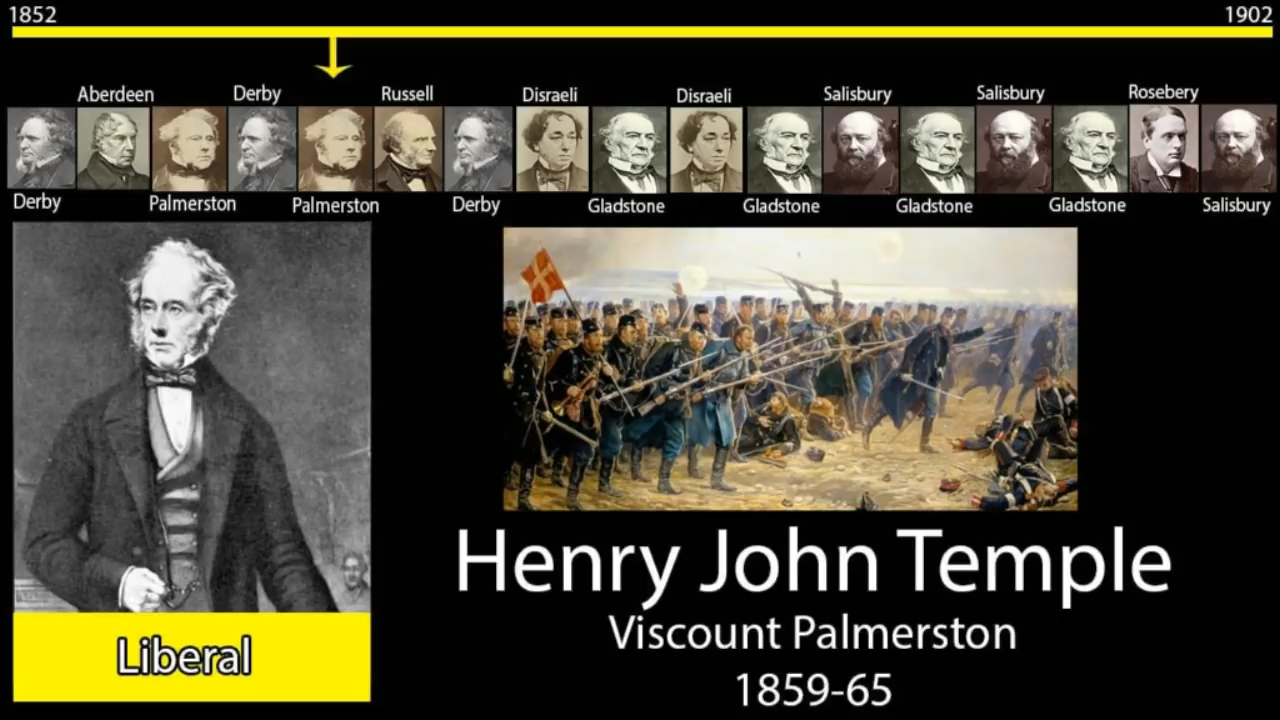 1852 1902
Aberdeen Derby Russell Disraeli Disraeli Salisbury Salisbury Rosebery
Derby Palmerston Palmerston Derby Gladstone Gladstone Gladstone Gladstone Salisbury
Henry John Temple
Viscount Palmerston
1859-65
Liberal